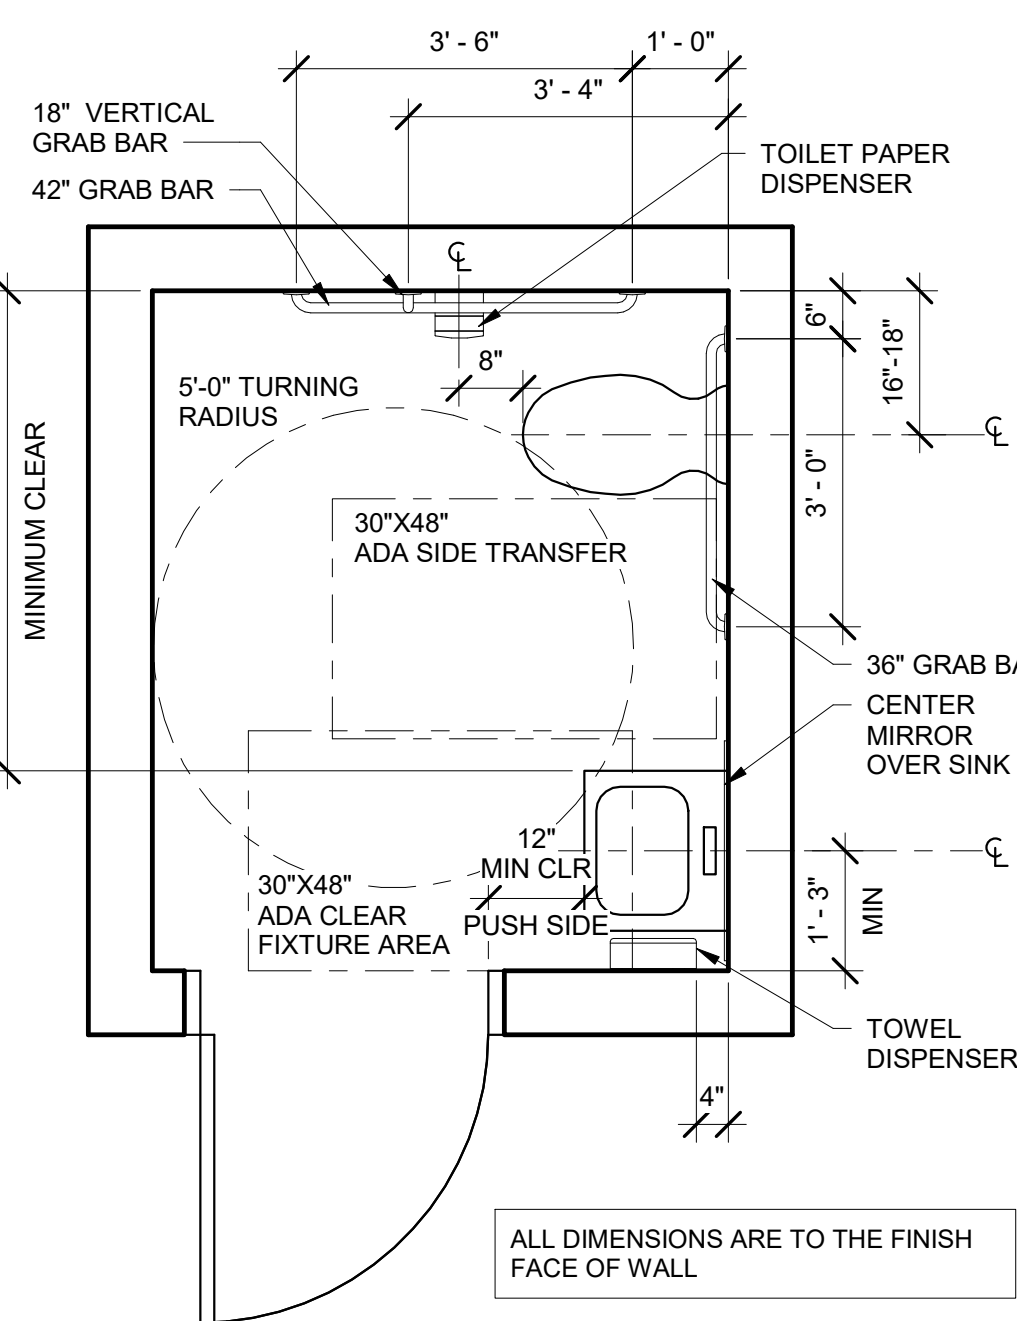 3' - 6"
1' - 0"
3' - 4"
18" VERTICAL
GRAB BAR
42" GRAB BAR
TOILET PAPER
DISPENSER
℄
8"
6"
16"-18"
5'-0" TURNING
RADIUS
℄
MINIMUM CLEAR
3' - 0"
30"X48"
ADA SIDE TRANSFER
36" GRAB BA
CENTER
MIRROR
OVER SINK
12"
MIN CLR
PUSH SIDE
℄
30"X48"
ADA CLEAR
FIXTURE AREA
1' - 3"
MIN
TOWEL
DISPENSER
4"
ALL DIMENSIONS ARE TO THE FINISH
FACE OF WALL